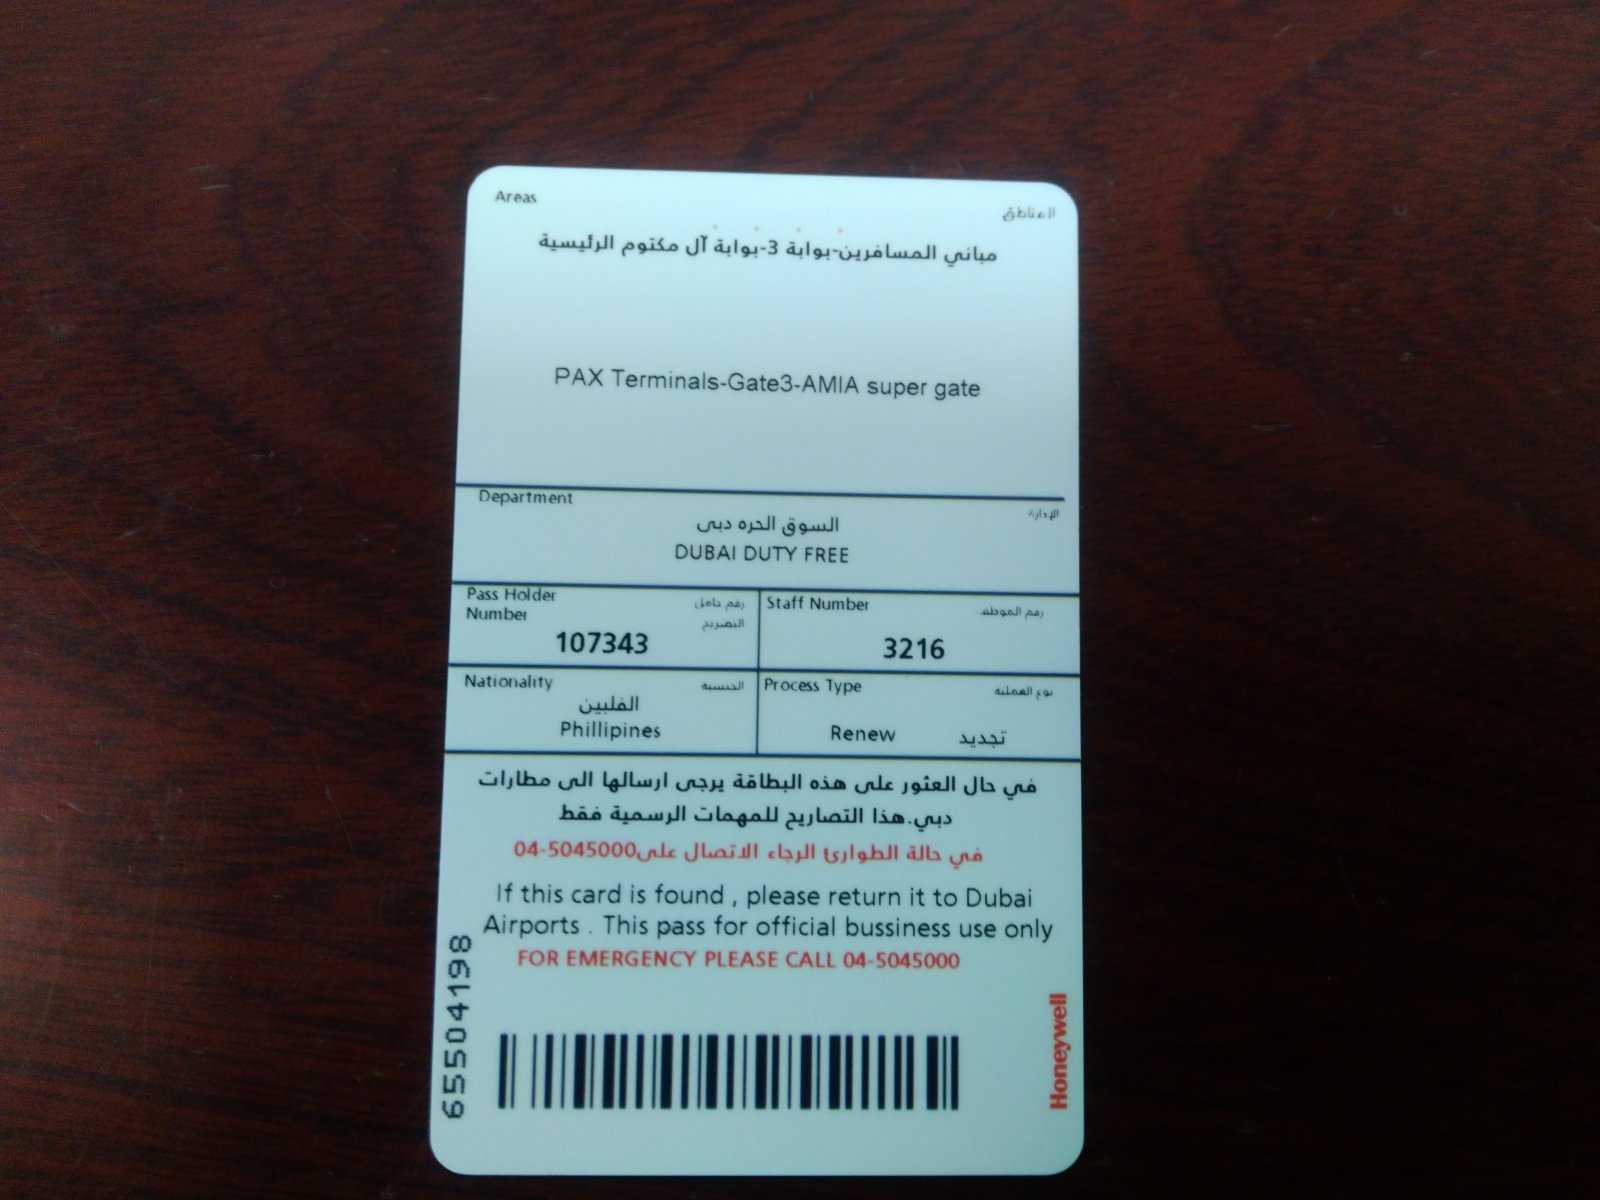 Areas
المناطق
مباني المسافرين-بوابة 3-بوابة آل مكتوم الرئيسية
PAX Terminals-Gate3-AMIA super gate
Department
الإدارة
السوق الحره دبى
DUBAI DUTY FREE
Pass Holder
Number
رقم حامل
التصريح
107343
Staff Number
رقم الموظف
3216
Nationality
الجنسية
الفلبين
Phillipines
Process Type
نوع العملية
Renew تجديد
في حال العثور على هذه البطاقة يرجى ارسالها الى مطارات
دبي.هذا التصاريح للمهمات الرسمية فقط
في حالة الطوارئ الرجاء الاتصال على04-5045000
If this card is found , please return it to Dubai
Airports . This pass for official bussiness use only
FOR EMERGENCY PLEASE CALL 04-5045000
65504198
Honeywell